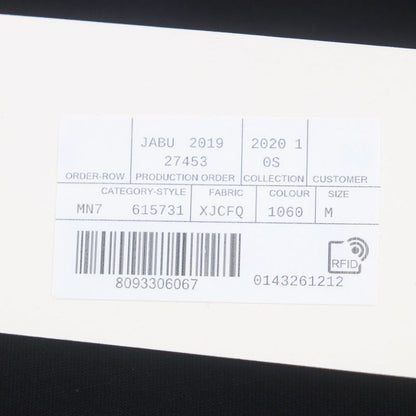 JABU 2019 2020 1
27453 0S
ORDER-ROW PRODUCTION ORDER COLLECTION CUSTOMER
CATEGORY-STYLE FABRIC COLOUR SIZE
MN7 615731 XJCFQ 1060 M
8093306067 0143261212
RFID